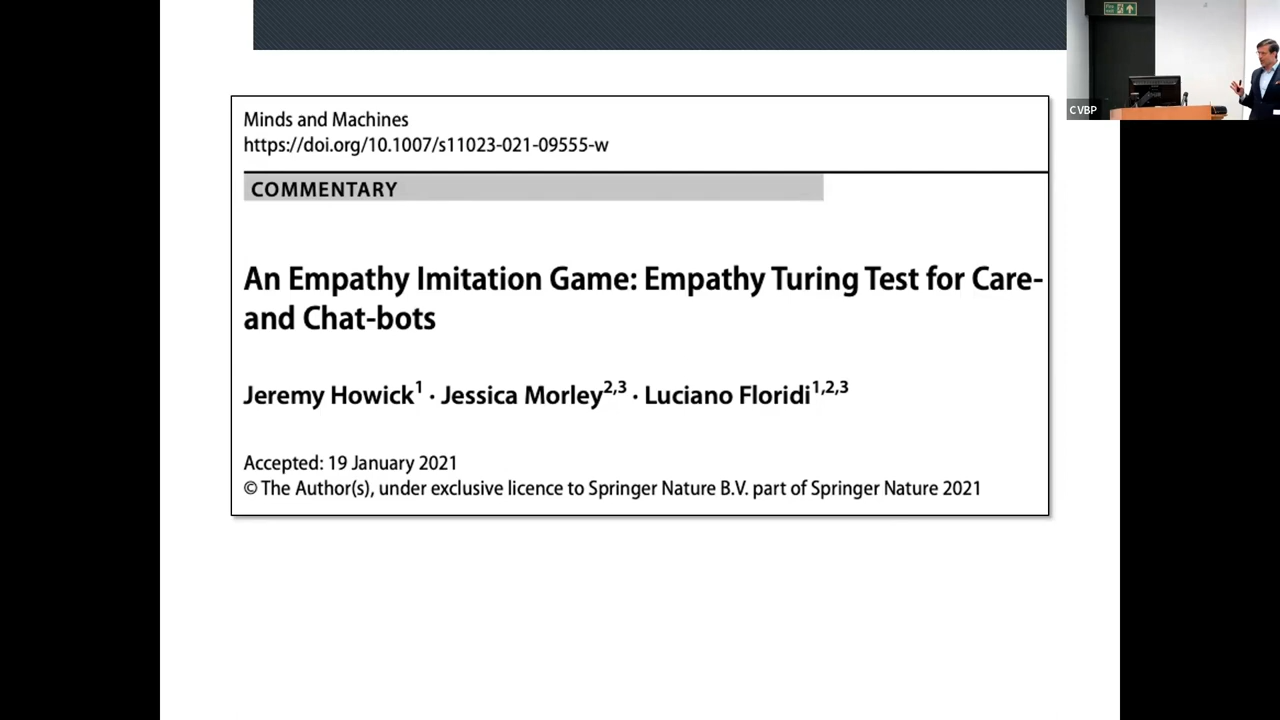 Minds and Machines
https://doi.org/10.1007/s11023-021-09555-w
COMMENTARY
An Empathy Imitation Game: Empathy Turing Test for Care-
and Chat-bots
Jeremy Howick1 · Jessica Morley2,3 · Luciano Floridi1,2,3
Accepted: 19 January 2021
© The Author(s), under exclusive licence to Springer Nature B.V. part of Springer Nature 2021
CVBP